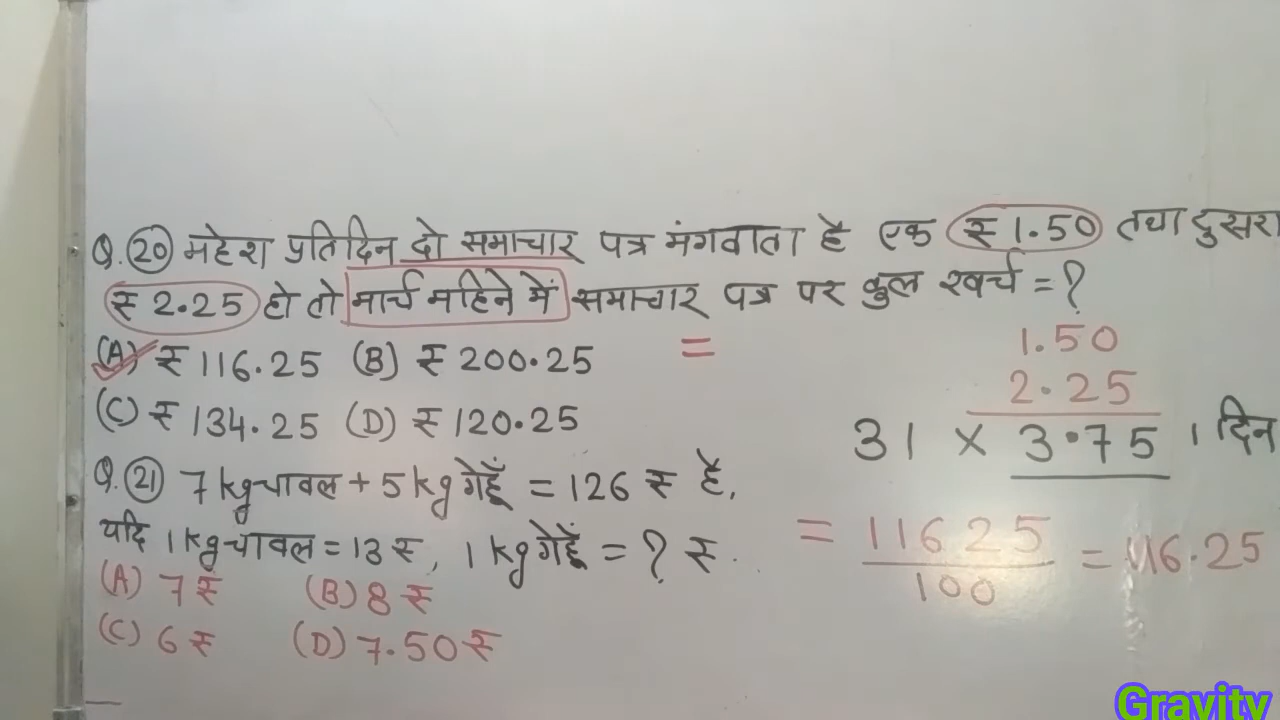 Q. 20 महेश प्रतिदिन दो समाचार पत्र मंगवाता है एक ₹ 1.50 तथा दुसरा
₹ 2.25 हो तो मार्च महिने में समाचार पत्र पर कुल खर्च = ?
(A) ₹ 116.25 (B) ₹ 200.25
(C) ₹ 134.25 (D) ₹ 120.25
=
1.50
2.25
31 × 3.75 1 दिन
= 11625 / 100 = 116.25
Q. 21 7 kg चावल + 5 kg गेहूँ = 126 ₹ है,
यदि 1 kg चावल = 13 ₹, 1 kg गेहूँ = ? ₹.
(A) 7 ₹ (B) 8 ₹
(C) 6 ₹ (D) 7.50 ₹
Gravity